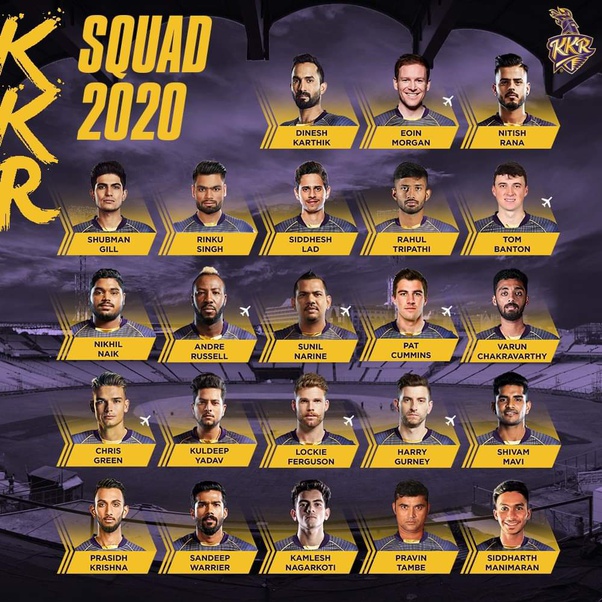 KKR
SQUAD
2020
KKR
DINESH
KARTHIK
EOIN
MORGAN
NITISH
RANA
SHUBMAN
GILL
RINKU
SINGH
SIDDHESH
LAD
RAHUL
TRIPATHI
TOM
BANTON
NIKHIL
NAIK
ANDRE
RUSSELL
SUNIL
NARINE
PAT
CUMMINS
VARUN
CHAKRAVARTHY
CHRIS
GREEN
KULDEEP
YADAV
LOCKIE
FERGUSON
HARRY
GURNEY
SHIVAM
MAVI
PRASIDH
KRISHNA
SANDEEP
WARRIER
KAMLESH
NAGARKOTI
PRAVIN
TAMBE
SIDDHARTH
MANIMARAN